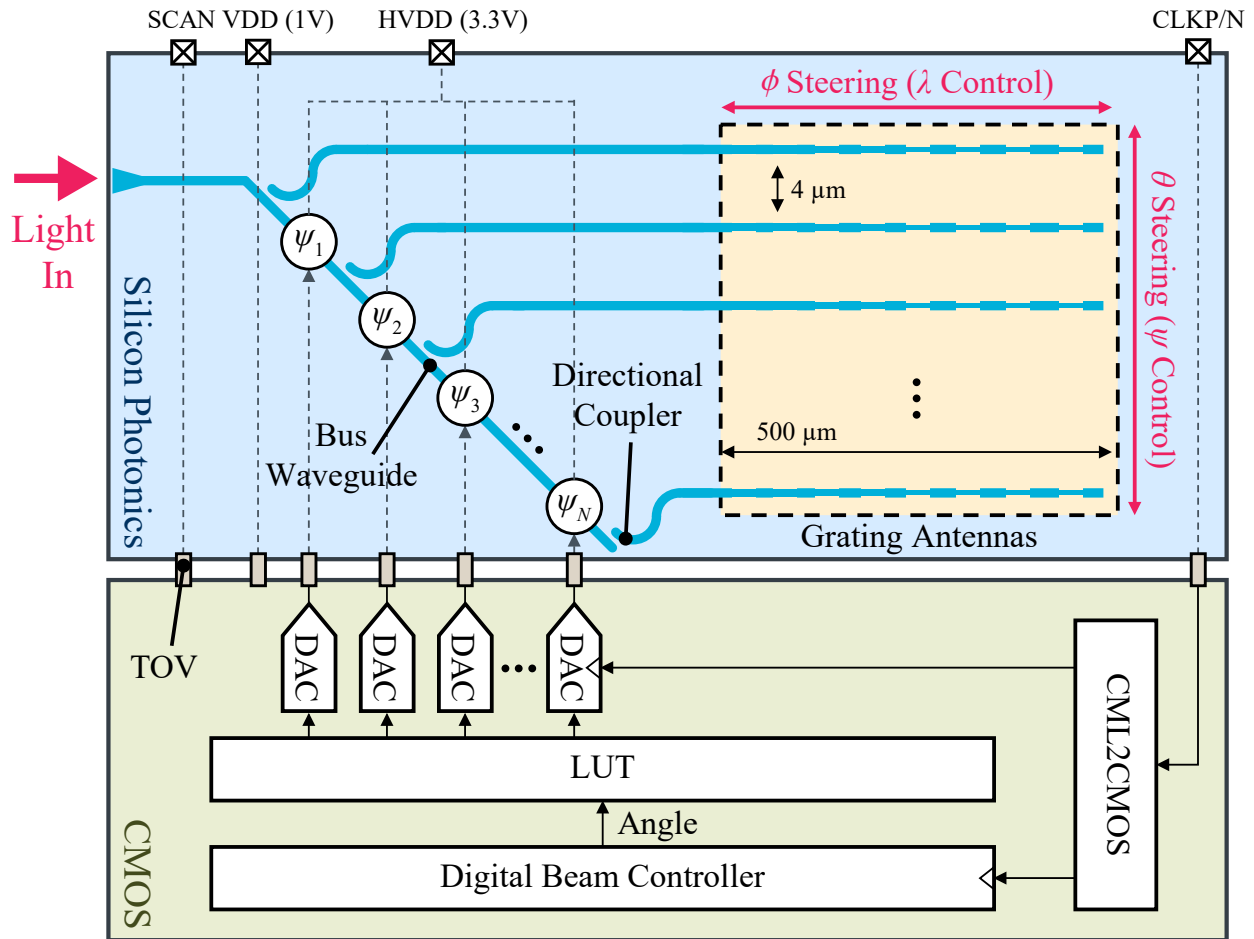 SCAN VDD (1V) HVDD (3.3V) CLKP/N
ϕ Steering (λ Control)
4 µm
θ Steering (ψ Control)
Light
In
ψ1
ψ2
ψ3
ψN
Silicon Photonics
Bus
Waveguide
Directional
Coupler
500 µm
Grating Antennas
TOV
DAC
DAC
DAC
DAC
CML2CMOS
LUT
Angle
Digital Beam Controller
CMOS